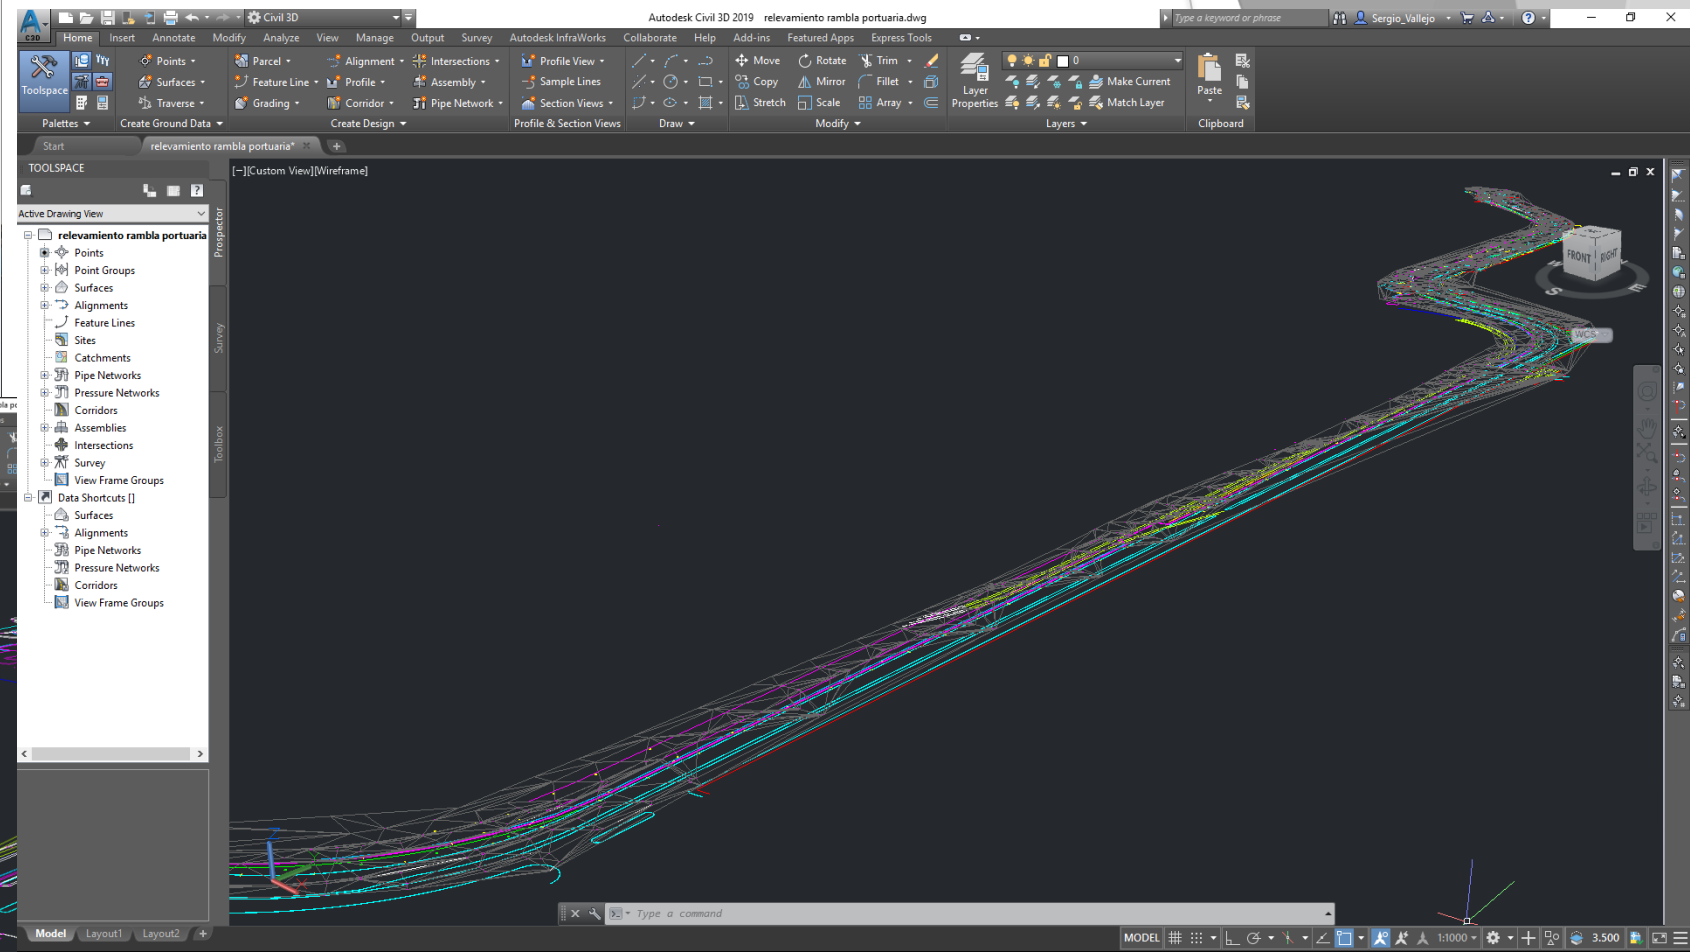 Civil 3D
Autodesk Civil 3D 2019 relevamiento rambla portuaria.dwg
Type a keyword or phrase
Sergio_Vallejo
C3D
Home Insert Annotate Modify Analyze View Manage Output Survey Autodesk InfraWorks Collaborate Help Add-ins Featured Apps Express Tools
Points Parcel Alignment Intersections Profile View Move Rotate Trim 0
Toolspace Surfaces Feature Line Profile Assembly Sample Lines Copy Mirror Fillet Layer Properties Make Current Paste
Traverse Grading Corridor Pipe Network Section Views Stretch Scale Array Match Layer
Palettes Create Ground Data Create Design Profile & Section Views Draw Modify Layers Clipboard
Start relevamiento rambla portuaria*
TOOLSPACE
[−][Custom View][Wireframe]
Active Drawing View
Prospector
Survey
Toolbox
relevamiento rambla portuaria
Points
Point Groups
Surfaces
Alignments
Feature Lines
Sites
Catchments
Pipe Networks
Pressure Networks
Corridors
Assemblies
Intersections
Survey
View Frame Groups
Data Shortcuts []
Surfaces
Alignments
Pipe Networks
Pressure Networks
Corridors
View Frame Groups
FRONT RIGHT
S E
WCS
Type a command
Model Layout1 Layout2
MODEL 1:1000 3.500